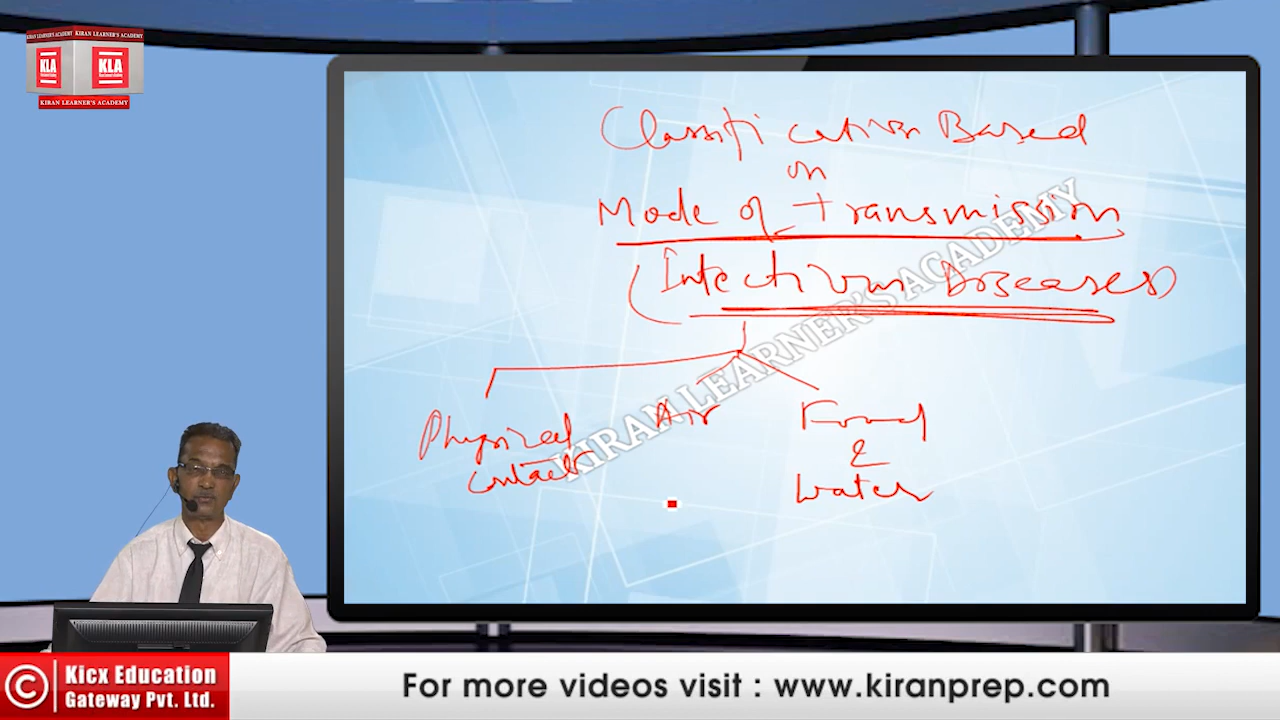 KIRAN LEARNER'S ACADEMY KIRAN LEARNER'S ACADEMY
KLA KLA
KIRAN LEARNER'S ACADEMY
Classification Based
on
Mode of Transmission
(Infectious Diseases)
Physical Air Food
contact &
water
KIRAN LEARNER'S ACADEMY
© Kicx Education
Gateway Pvt. Ltd.
For more videos visit : www.kiranprep.com